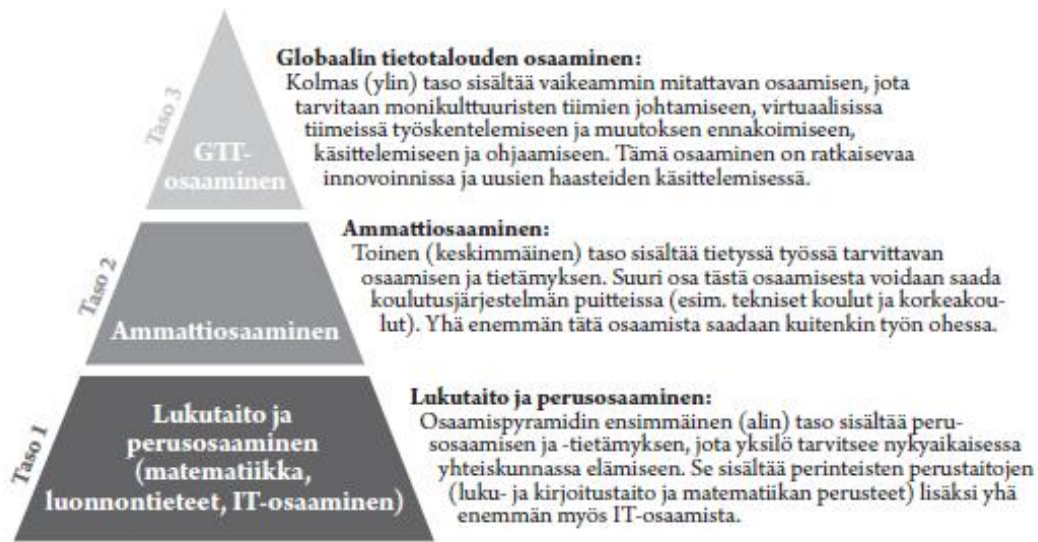 Taso 3
GTT-
osaaminen
Globaalin tietotalouden osaaminen:
Kolmas (ylin) taso sisältää vaikeammin mitattavan osaamisen, jota
tarvitaan monikulttuuristen tiimien johtamiseen, virtuaalisissa
tiimeissä työskentelemiseen ja muutoksen ennakoimiseen,
käsittelemiseen ja ohjaamiseen. Tämä osaaminen on ratkaisevaa
innovoinnissa ja uusien haasteiden käsittelemisessä.
Taso 2
Ammattiosaaminen
Ammattiosaaminen:
Toinen (keskimmäinen) taso sisältää tietyssä työssä tarvittavan
osaamisen ja tietämyksen. Suuri osa tästä osaamisesta voidaan saada
koulutusjärjestelmän puitteissa (esim. tekniset koulut ja korkeakou-
lut). Yhä enemmän tätä osaamista saadaan kuitenkin työn ohessa.
Taso 1
Lukutaito ja
perusosaaminen
(matematiikka,
luonnontieteet, IT-osaaminen)
Lukutaito ja perusosaaminen:
Osaamispyramidin ensimmäinen (alin) taso sisältää peru-
sosaamisen ja -tietämyksen, jota yksilö tarvitsee nykyaikaisessa
yhteiskunnassa elämiseen. Se sisältää perinteisten perustaitojen
(luku- ja kirjoitustaito ja matematiikan perusteet) lisäksi yhä
enemmän myös IT-osaamista.